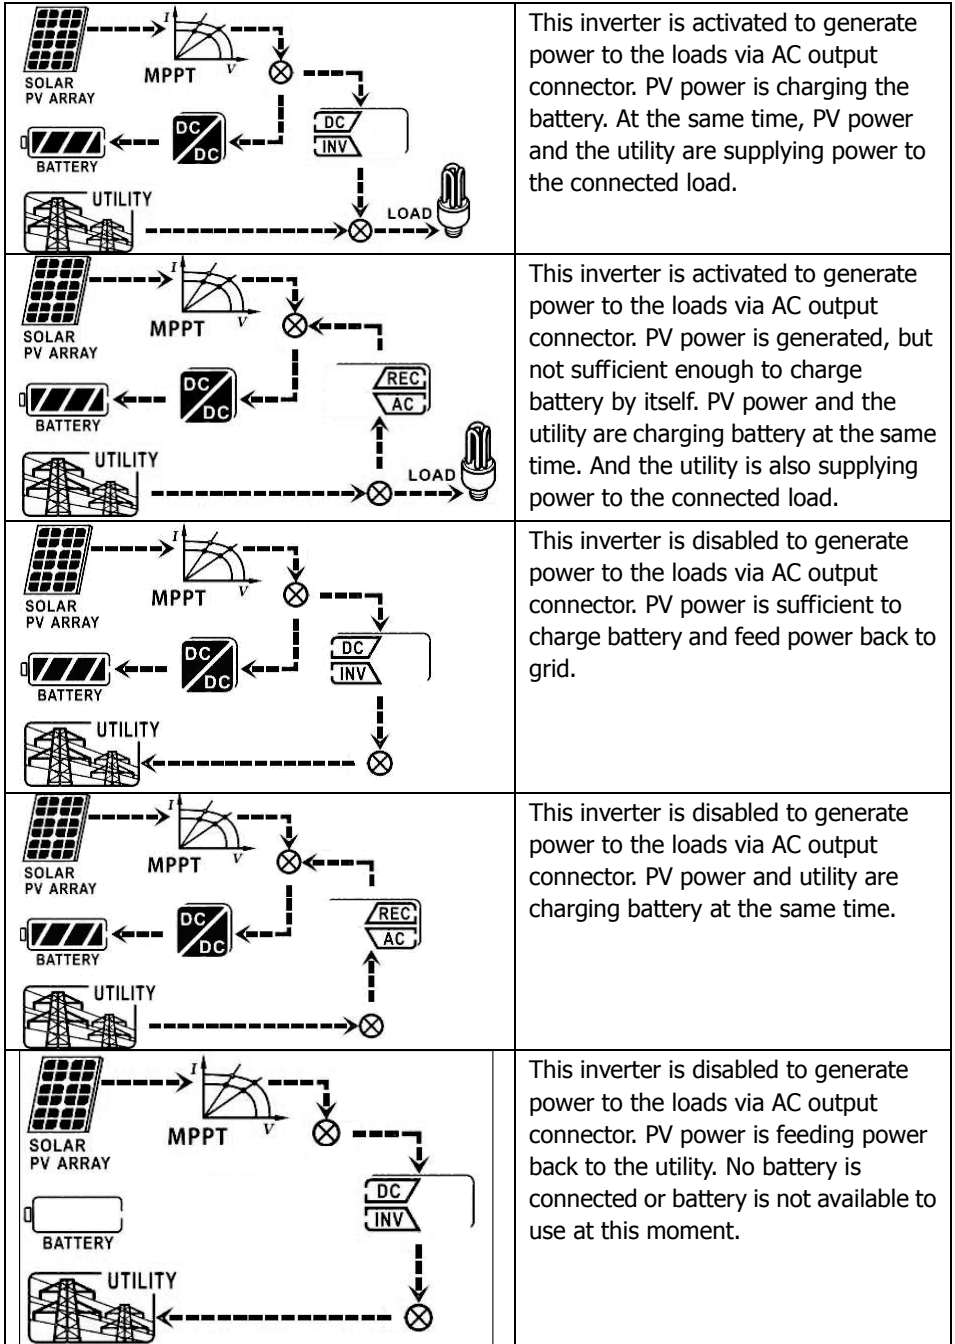 I
MPPT
V
SOLAR
PV ARRAY
DC
DC
DC
INV
BATTERY
UTILITY
LOAD
This inverter is activated to generate
power to the loads via AC output
connector. PV power is charging the
battery. At the same time, PV power
and the utility are supplying power to
the connected load.
I
MPPT
V
SOLAR
PV ARRAY
DC
DC
REC
AC
BATTERY
UTILITY
LOAD
This inverter is activated to generate
power to the loads via AC output
connector. PV power is generated, but
not sufficient enough to charge
battery by itself. PV power and the
utility are charging battery at the same
time. And the utility is also supplying
power to the connected load.
I
MPPT
V
SOLAR
PV ARRAY
DC
DC
DC
INV
BATTERY
UTILITY
This inverter is disabled to generate
power to the loads via AC output
connector. PV power is sufficient to
charge battery and feed power back to
grid.
I
MPPT
V
SOLAR
PV ARRAY
DC
DC
REC
AC
BATTERY
UTILITY
This inverter is disabled to generate
power to the loads via AC output
connector. PV power and utility are
charging battery at the same time.
I
MPPT
V
SOLAR
PV ARRAY
DC
INV
BATTERY
UTILITY
This inverter is disabled to generate
power to the loads via AC output
connector. PV power is feeding power
back to the utility. No battery is
connected or battery is not available to
use at this moment.